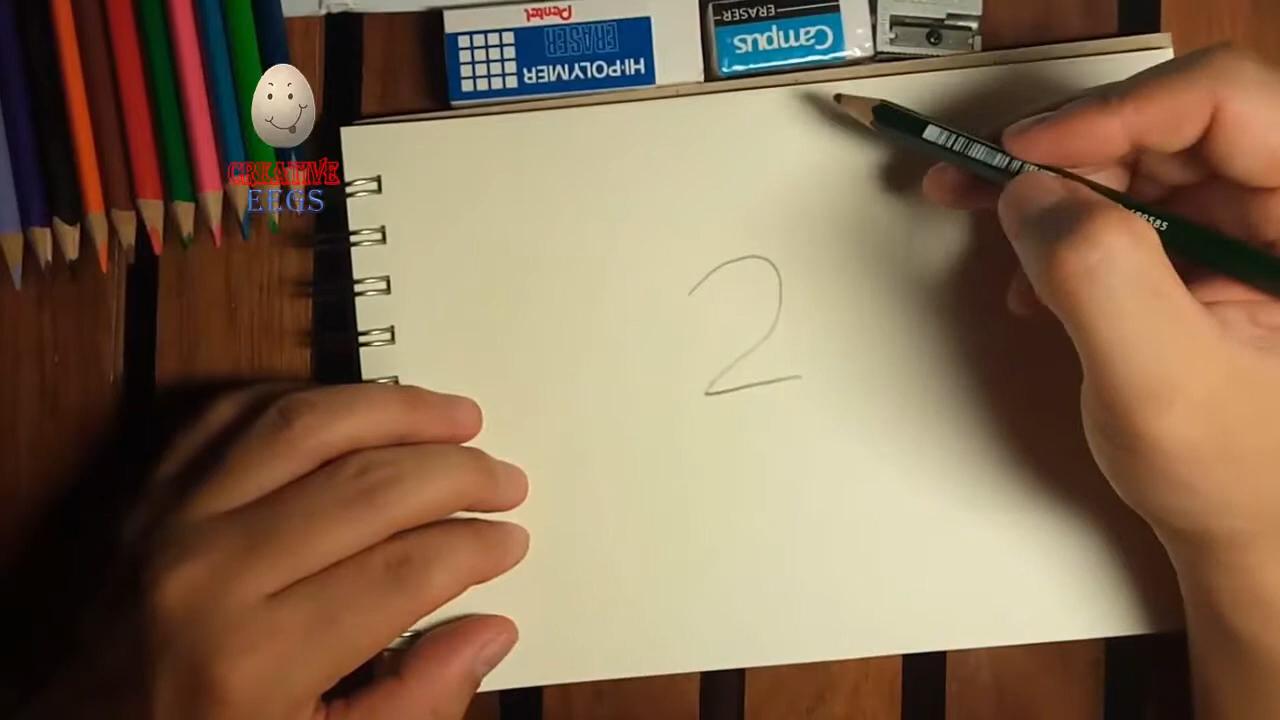 Pentel
HI-POLYMER
ERASER
ERASER
Campus
CREATIVE
EEGS
2